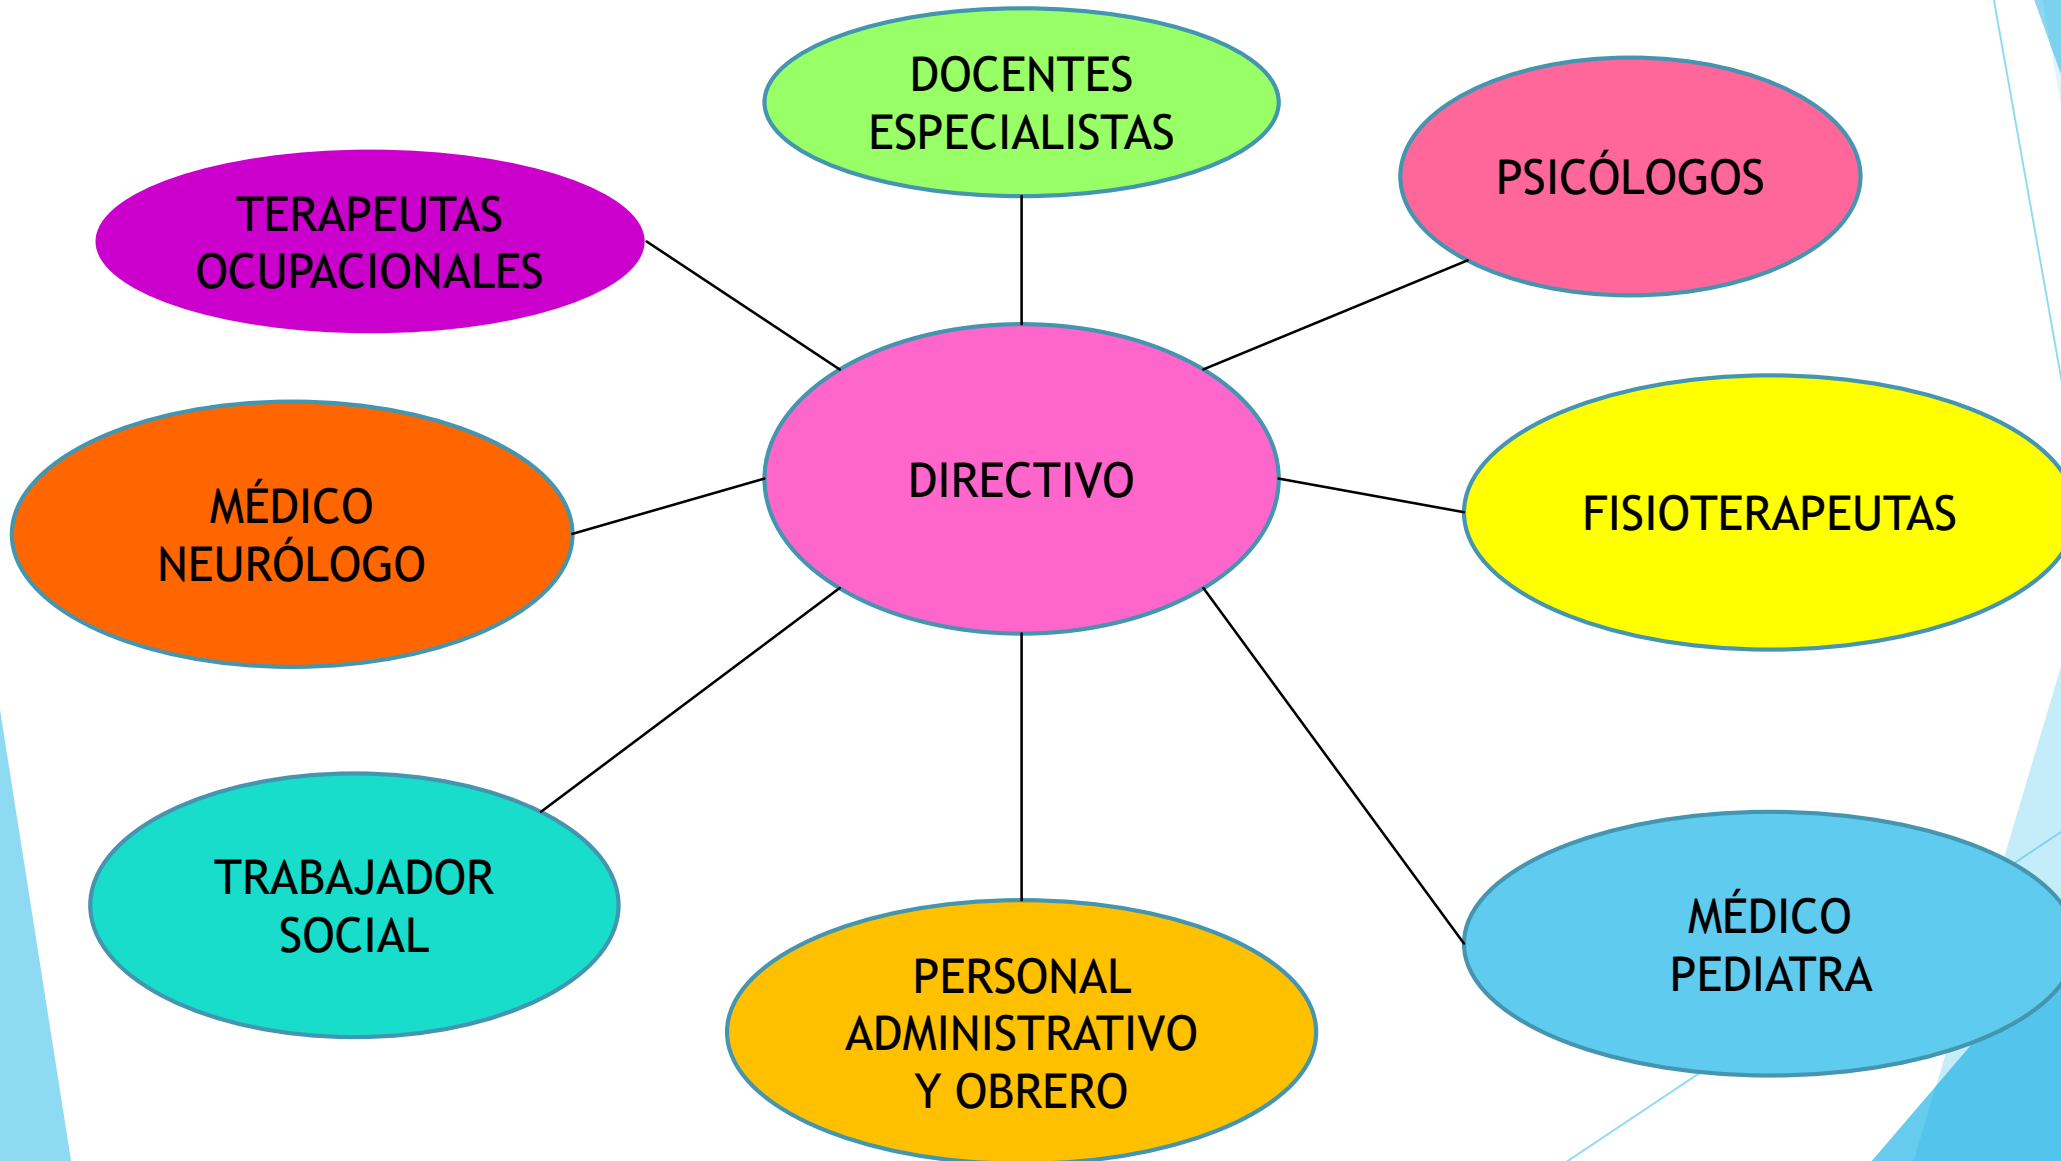 DOCENTES
ESPECIALISTAS
PSICÓLOGOS
TERAPEUTAS
OCUPACIONALES
DIRECTIVO
MÉDICO
NEURÓLOGO
FISIOTERAPEUTAS
TRABAJADOR
SOCIAL
PERSONAL
ADMINISTRATIVO
Y OBRERO
MÉDICO
PEDIATRA